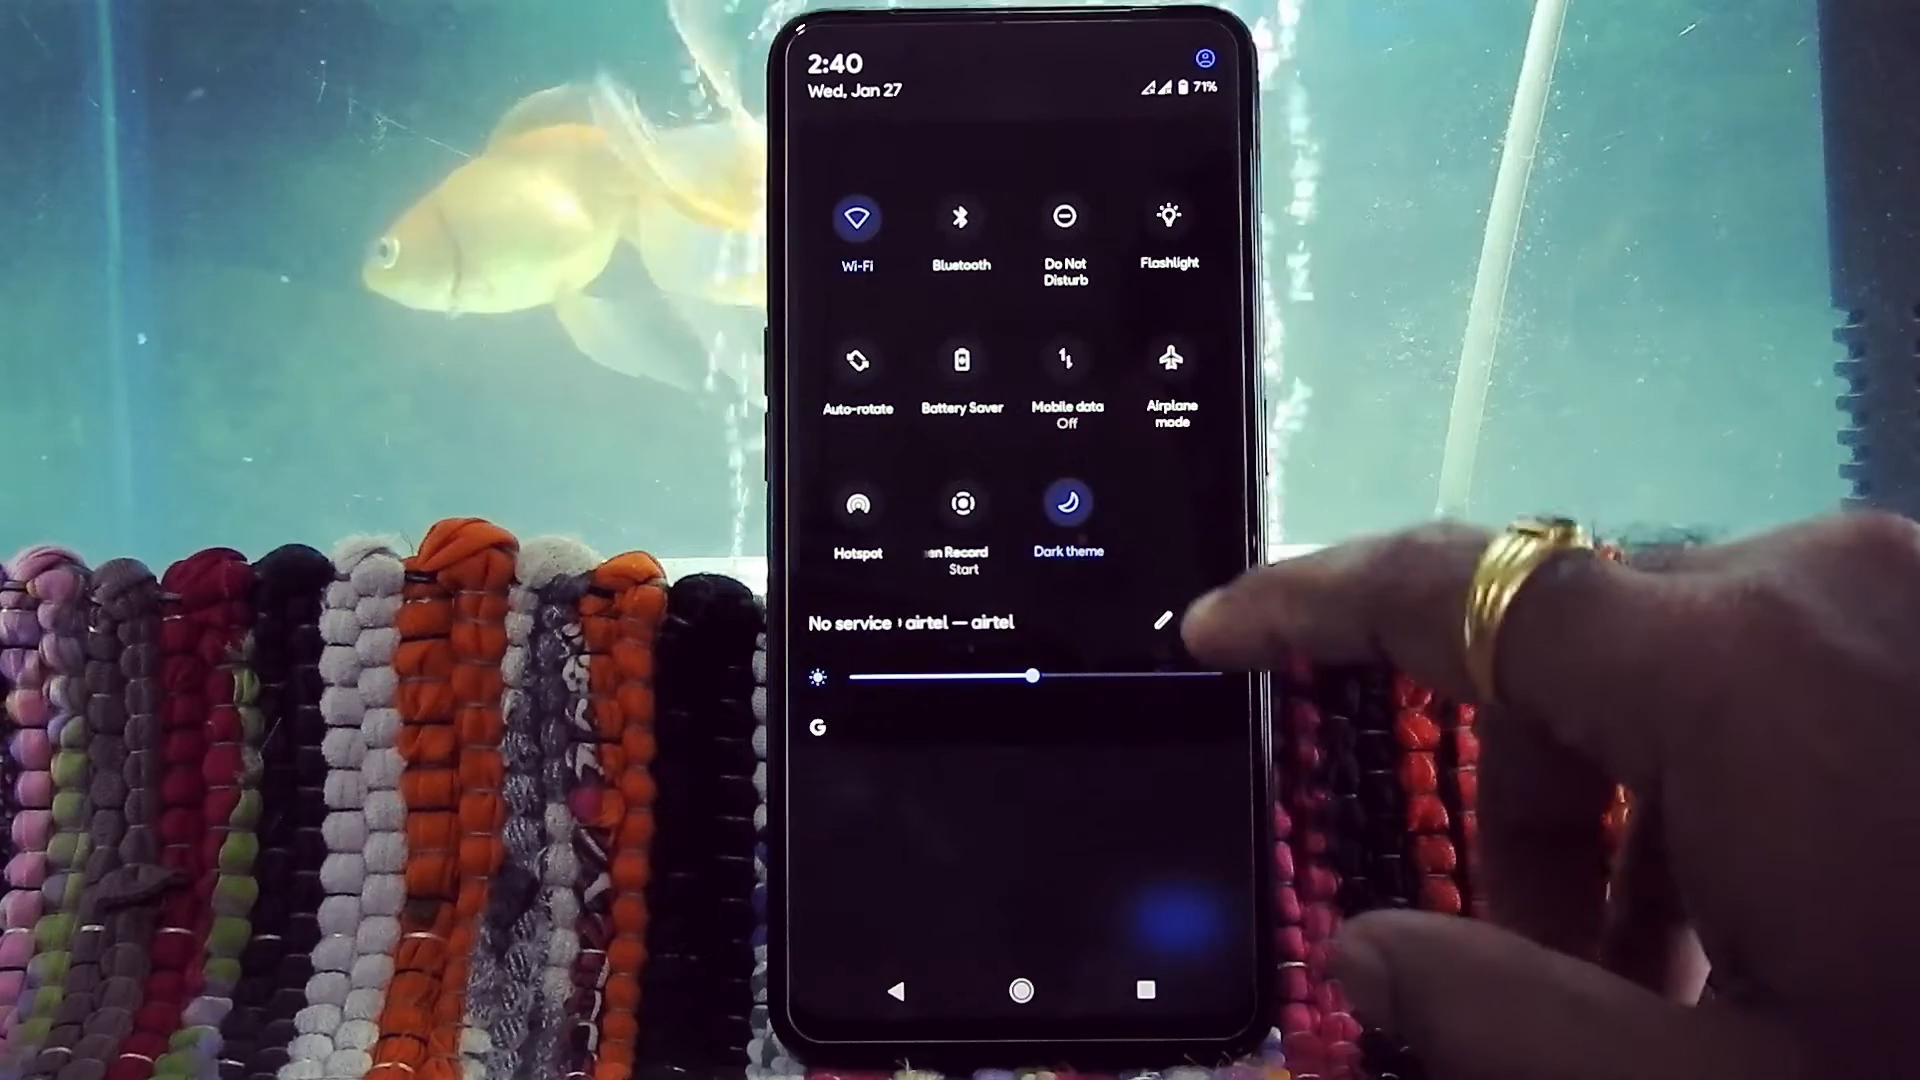 2:40
Wed, Jan 27
71%
Wi-Fi
Bluetooth
Do Not
Disturb
Flashlight
Auto-rotate
Battery Saver
Mobile data
Off
Airplane
mode
Hotspot
en Record
Start
Dark theme
No service airtel — airtel
G